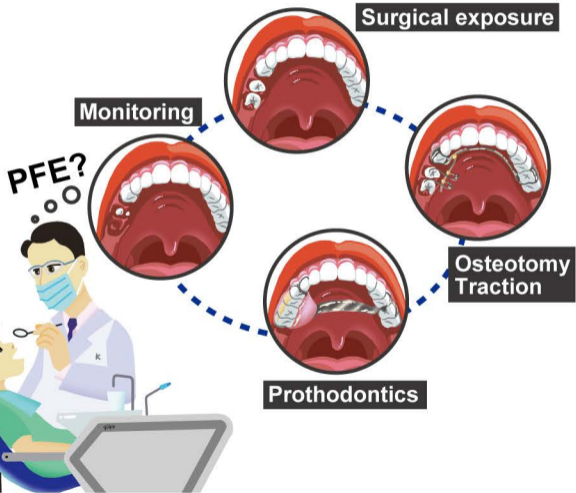 Surgical exposure
Monitoring
PFE?
Osteotomy
Traction
Prothodontics
K